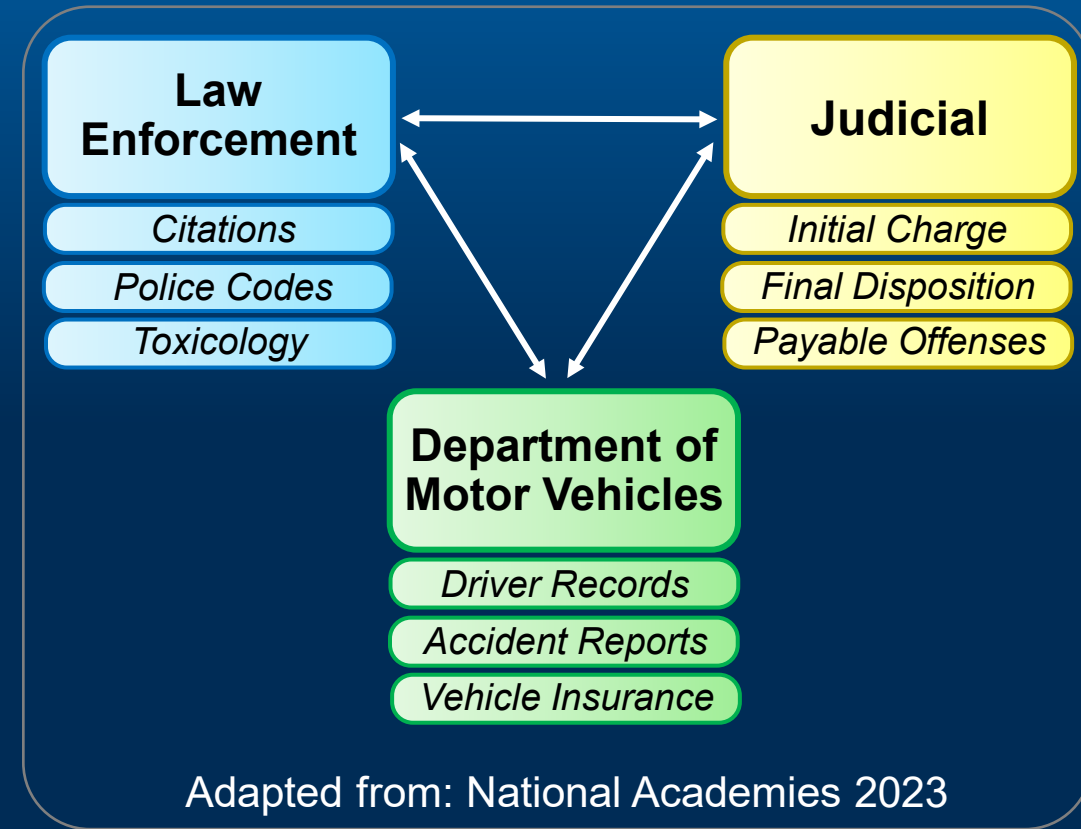 Law
Enforcement
Citations
Police Codes
Toxicology
Judicial
Initial Charge
Final Disposition
Payable Offenses
Department of
Motor Vehicles
Driver Records
Accident Reports
Vehicle Insurance
Adapted from: National Academies 2023